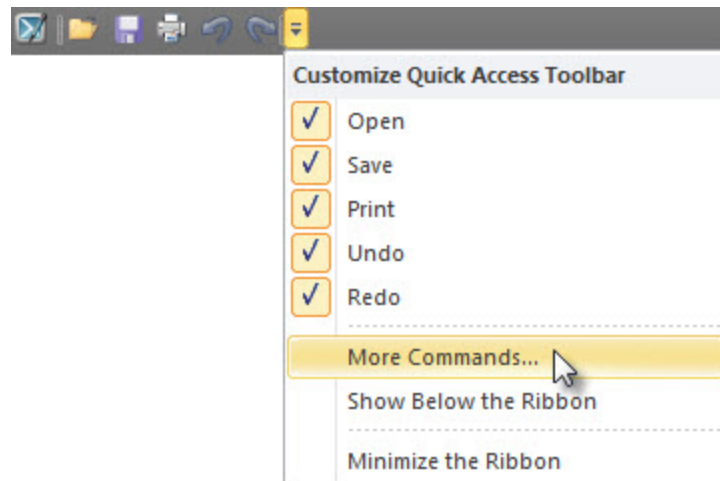 Customize Quick Access Toolbar
Open
Save
Print
Undo
Redo
More Commands...
Show Below the Ribbon
Minimize the Ribbon